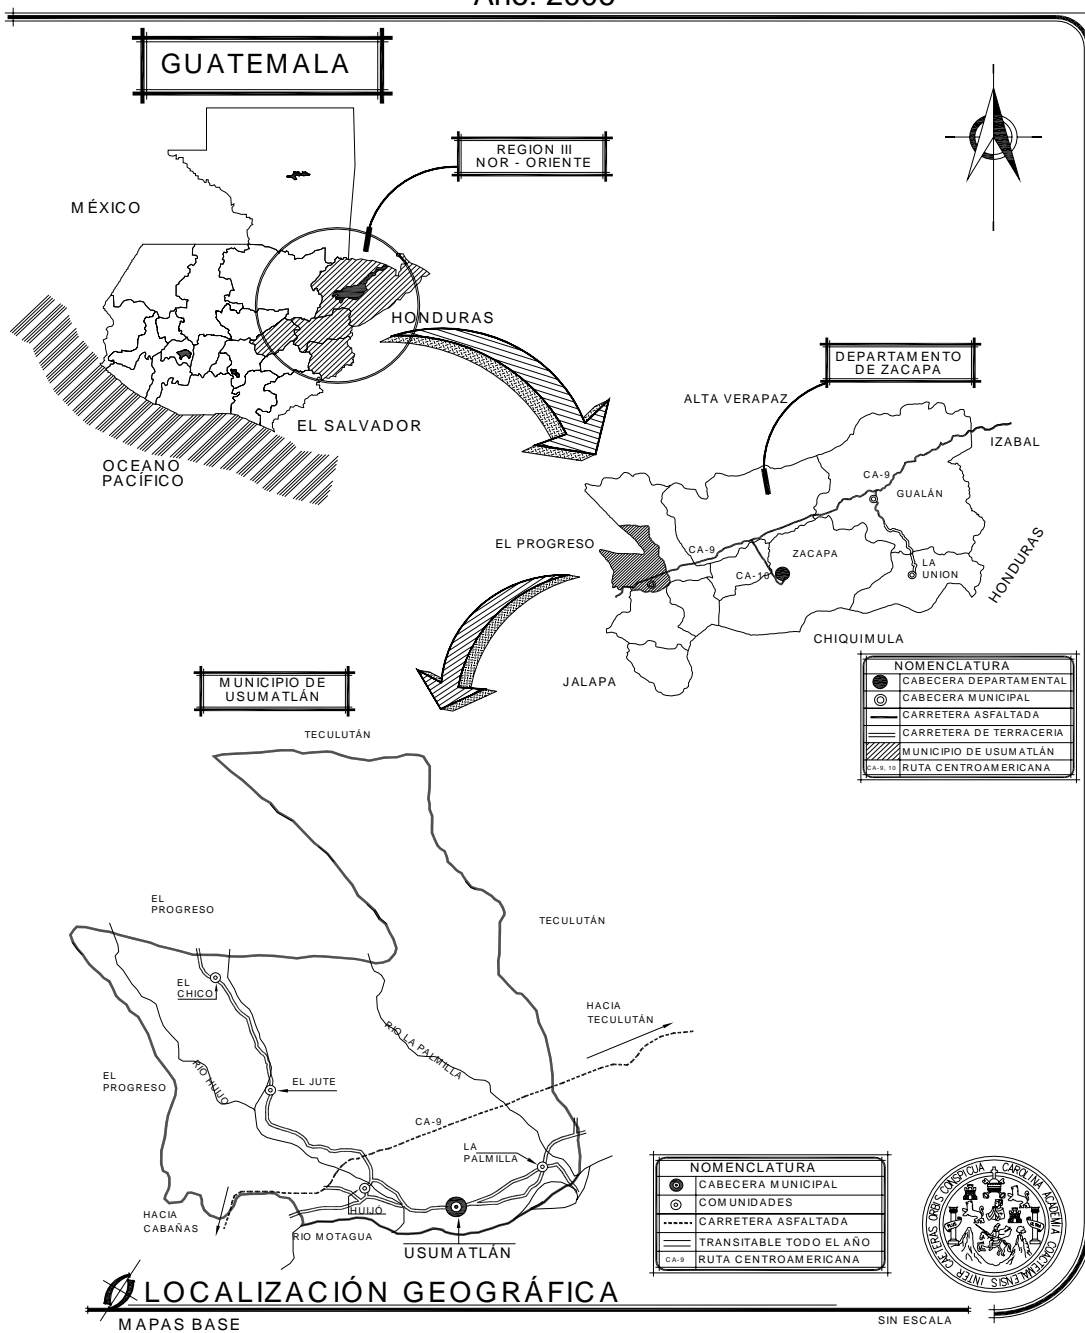 GUATEMALA
REGION III
NOR - ORIENTE
MÉXICO
HONDURAS
EL SALVADOR
OCEANO
PACÍFICO
DEPARTAMENTO
DE ZACAPA
ALTA VERAPAZ
IZABAL
CA-9
GUALÁN
EL PROGRESO
CA-9
ZACAPA
CA-10
LA
UNION
HONDURAS
CHIQUIMULA
JALAPA
NOMENCLATURA
CABECERA DEPARTAMENTAL
CABECERA MUNICIPAL
CARRETERA ASFALTADA
CARRETERA DE TERRACERIA
MUNICIPIO DE USUMATLÁN
CA-9, 10 RUTA CENTROAMERICANA
MUNICIPIO DE
USUMATLÁN
TECULUTÁN
EL
PROGRESO
TECULUTÁN
EL
CHICO
HACIA
TECULUTÁN
RÍO LA PALMILLA
RÍO HUIJO
EL
PROGRESO
EL JUTE
CA-9
LA
PALMILLA
HUIJÓ
HACIA
CABAÑAS
RIO MOTAGUA
USUMATLÁN
NOMENCLATURA
CABECERA MUNICIPAL
COMUNIDADES
CARRETERA ASFALTADA
TRANSITABLE TODO EL AÑO
CA-9 RUTA CENTROAMERICANA
LOCALIZACIÓN GEOGRÁFICA
MAPAS BASE
SIN ESCALA